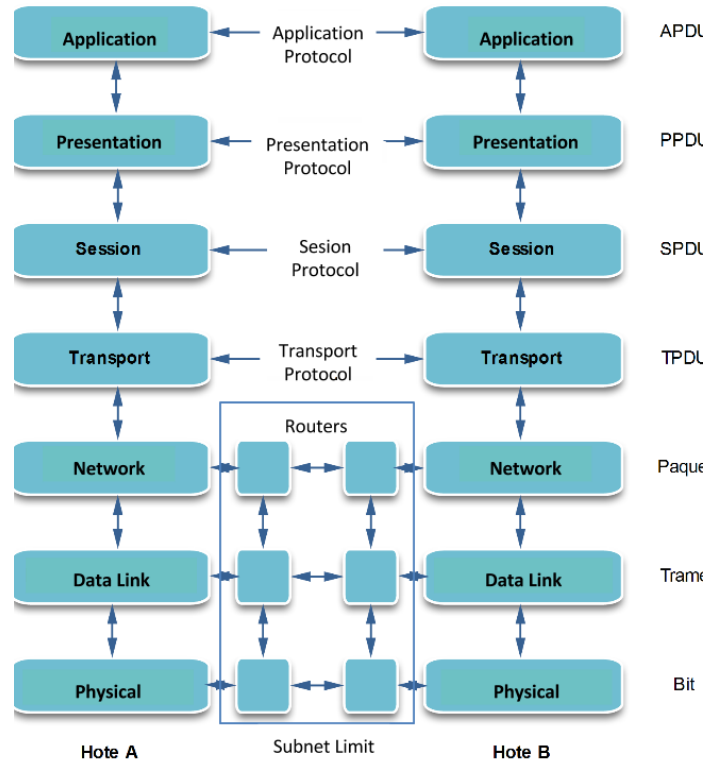 Application
Application
Protocol
Application
APDU
Presentation
Presentation
Protocol
Presentation
PPDU
Session
Sesion
Protocol
Session
SPDU
Transport
Transport
Protocol
Transport
TPDU
Routers
Network
Network
Paque
Data Link
Data Link
Trame
Physical
Physical
Bit
Hote A
Subnet Limit
Hote B